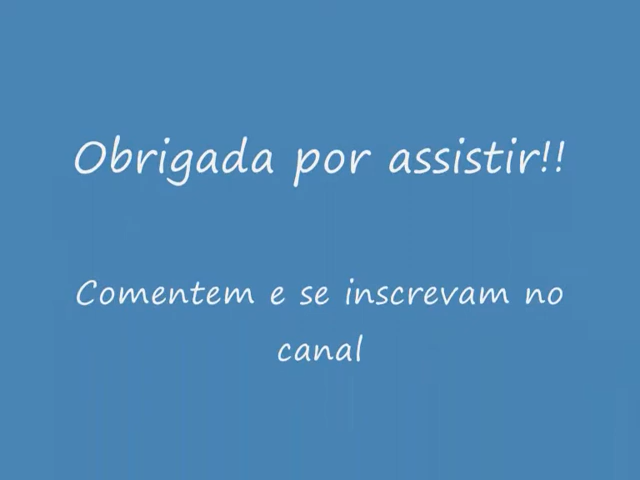 Obrigada por assistir!!
Comentem e se inscrevam no
canal